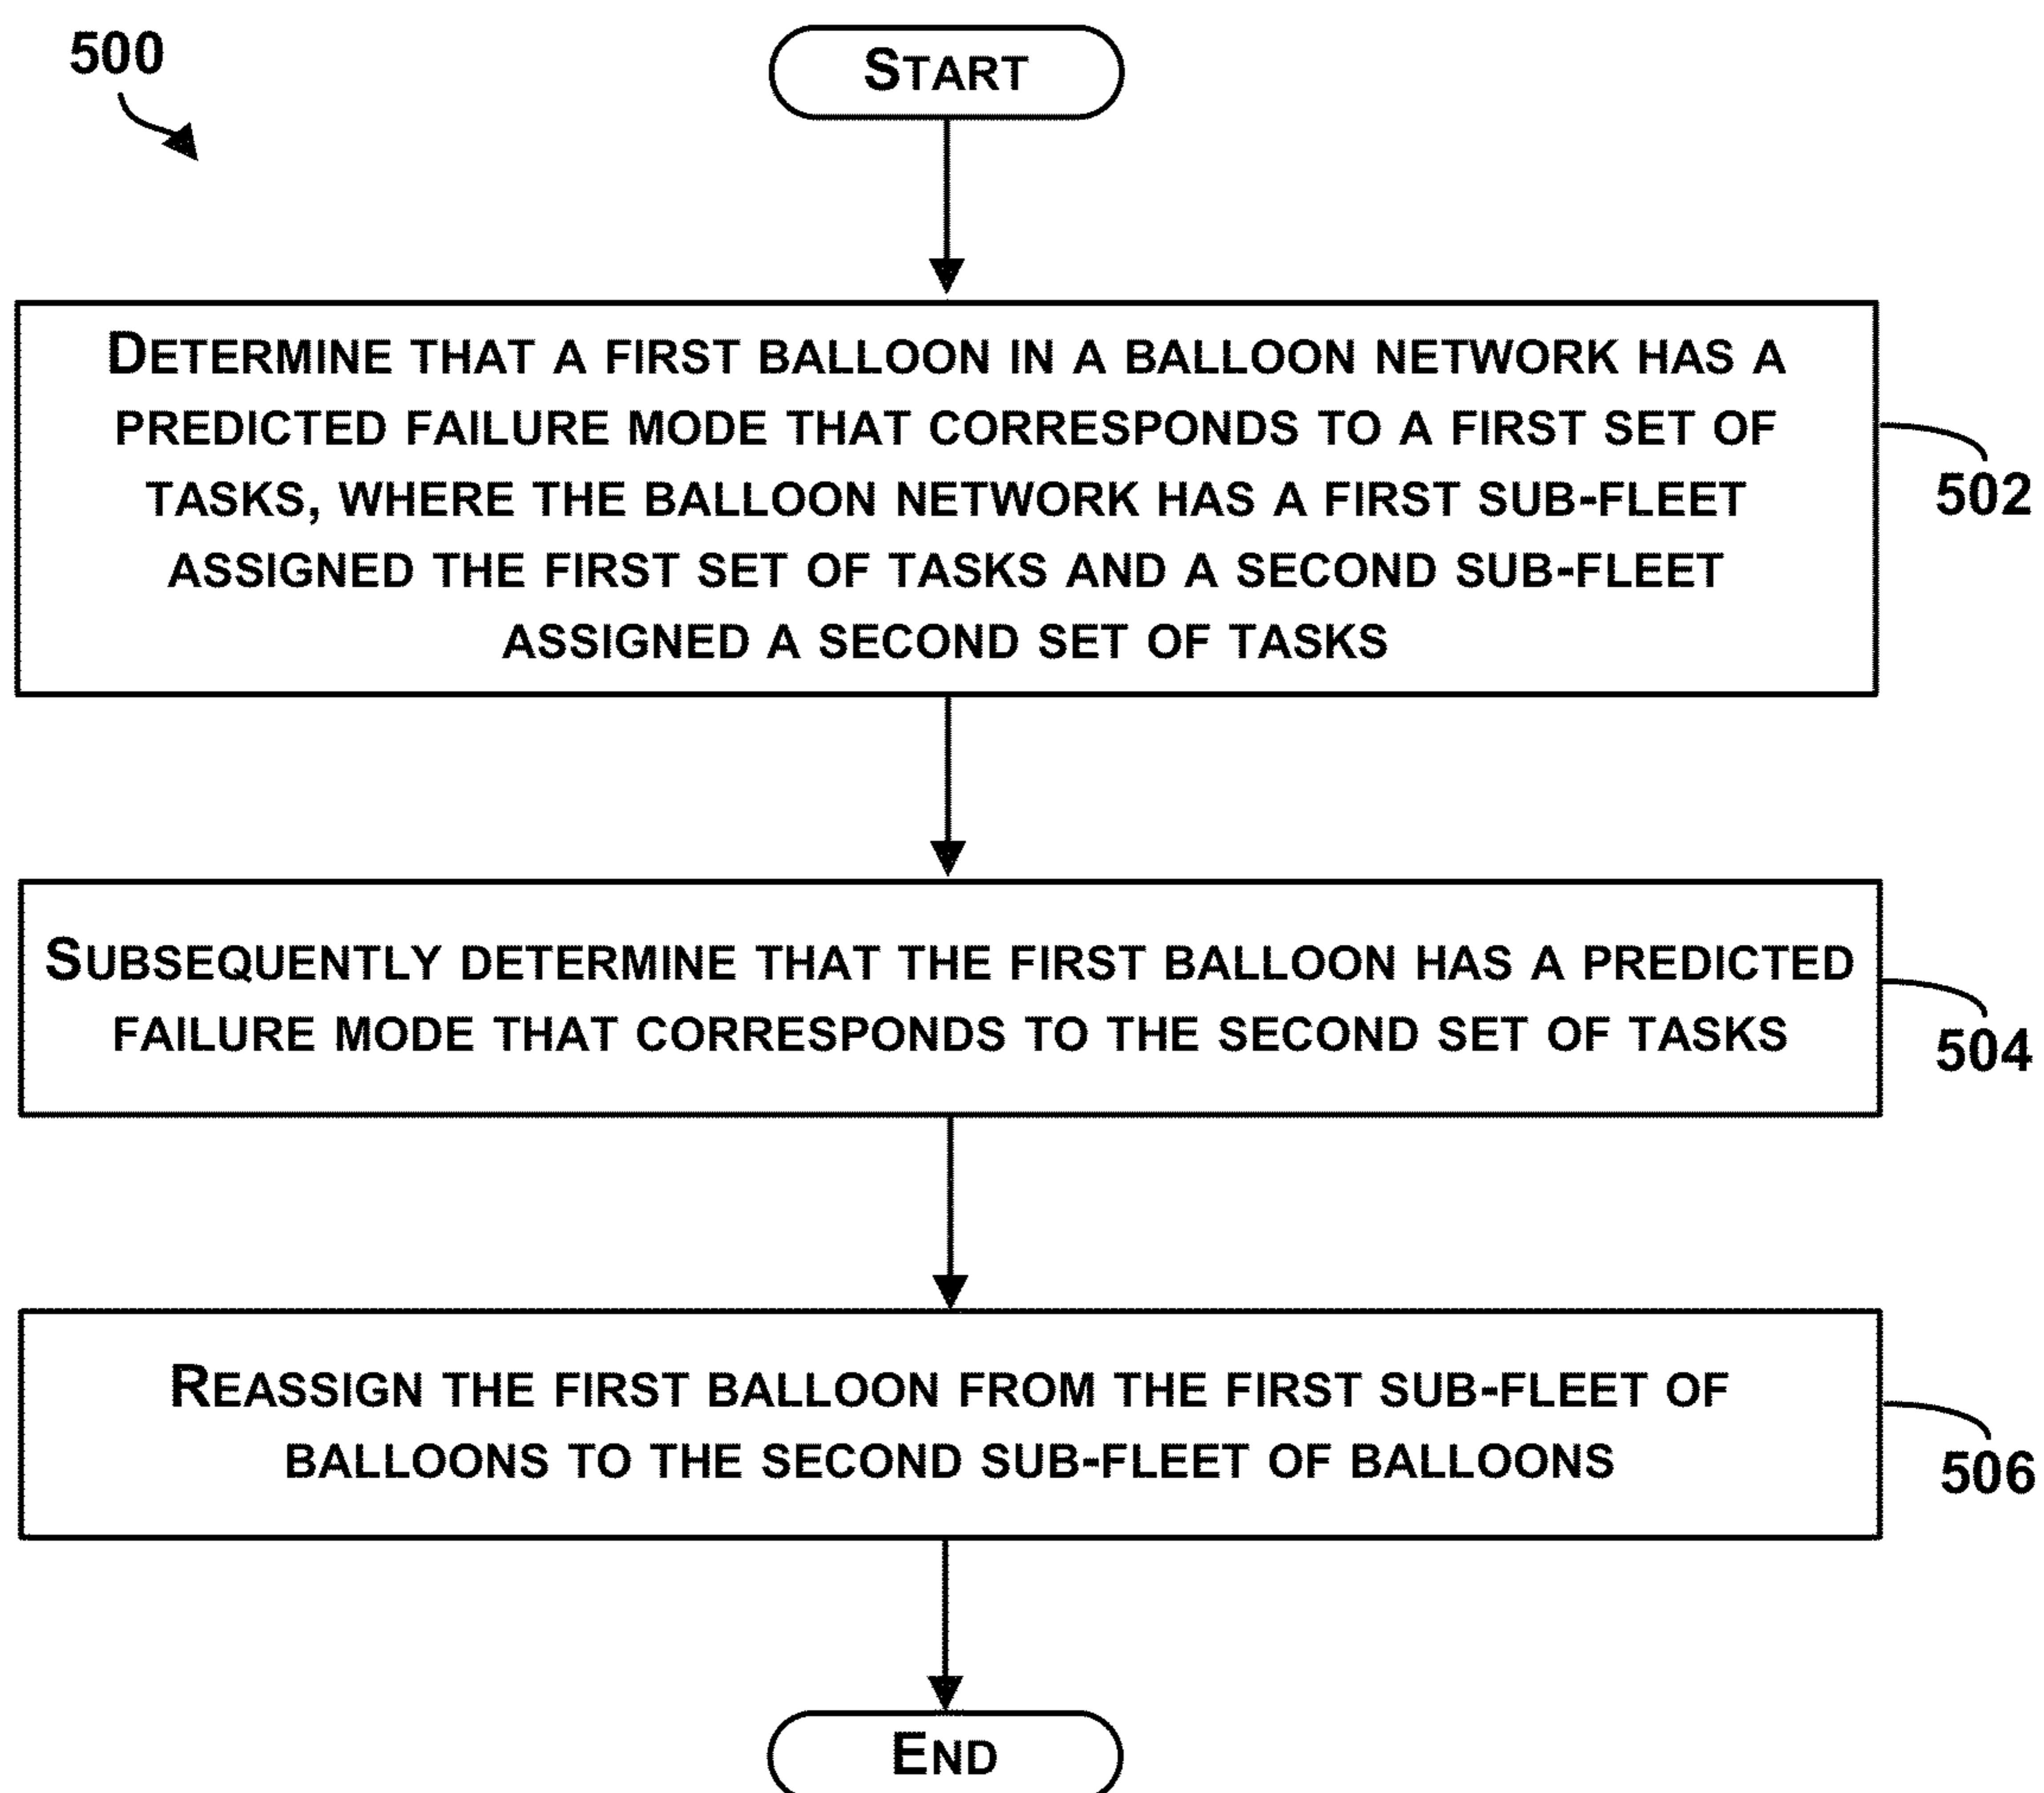 500
START
DETERMINE THAT A FIRST BALLOON IN A BALLOON NETWORK HAS A
PREDICTED FAILURE MODE THAT CORRESPONDS TO A FIRST SET OF
TASKS, WHERE THE BALLOON NETWORK HAS A FIRST SUB-FLEET
ASSIGNED THE FIRST SET OF TASKS AND A SECOND SUB-FLEET
ASSIGNED A SECOND SET OF TASKS
502
SUBSEQUENTLY DETERMINE THAT THE FIRST BALLOON HAS A PREDICTED
FAILURE MODE THAT CORRESPONDS TO THE SECOND SET OF TASKS
504
REASSIGN THE FIRST BALLOON FROM THE FIRST SUB-FLEET OF
BALLOONS TO THE SECOND SUB-FLEET OF BALLOONS
506
END